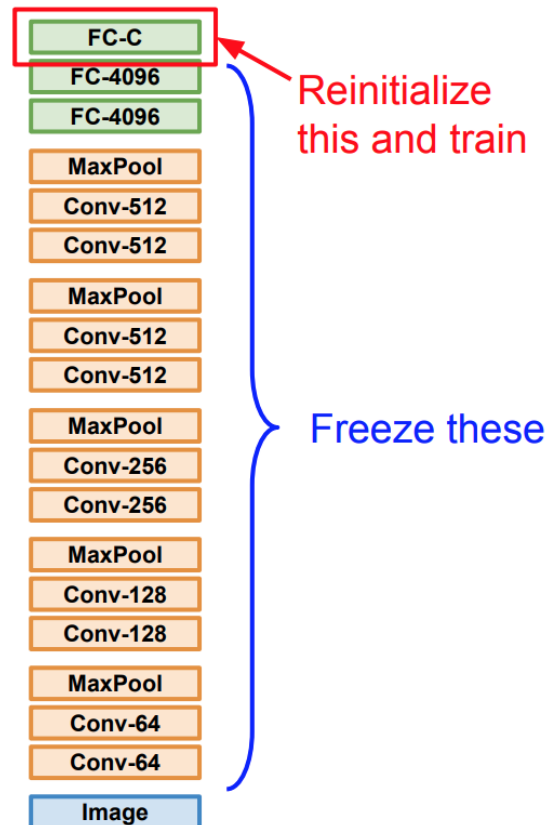 FC-C
FC-4096
FC-4096
Reinitialize
this and train
MaxPool
Conv-512
Conv-512
MaxPool
Conv-512
Conv-512
MaxPool
Conv-256
Conv-256
Freeze these
MaxPool
Conv-128
Conv-128
MaxPool
Conv-64
Conv-64
Image